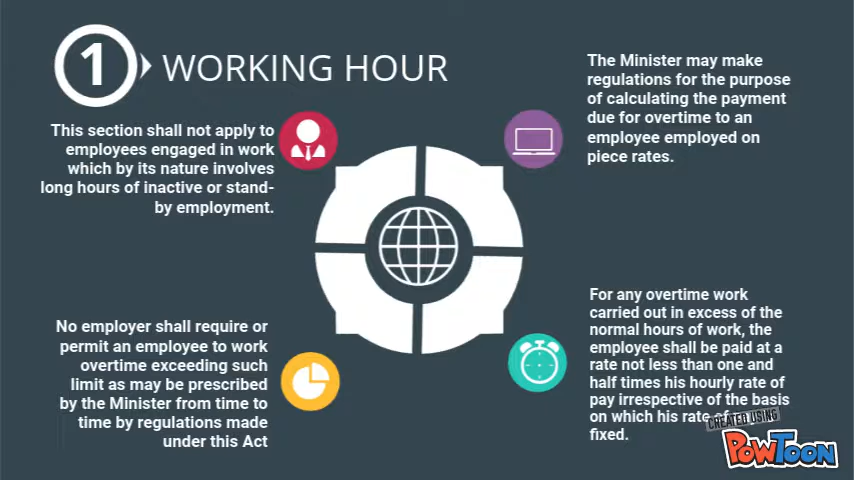 1
WORKING HOUR
This section shall not apply to
employees engaged in work
which by its nature involves
long hours of inactive or stand-
by employment.
The Minister may make
regulations for the purpose
of calculating the payment
due for overtime to an
employee employed on
piece rates.
No employer shall require or
permit an employee to work
overtime exceeding such
limit as may be prescribed
by the Minister from time to
time by regulations made
under this Act
For any overtime work
carried out in excess of the
normal hours of work, the
employee shall be paid at a
rate not less than one and
half times his hourly rate of
pay irrespective of the basis
on which his rate
fixed.
CREATED USING
POWTOON